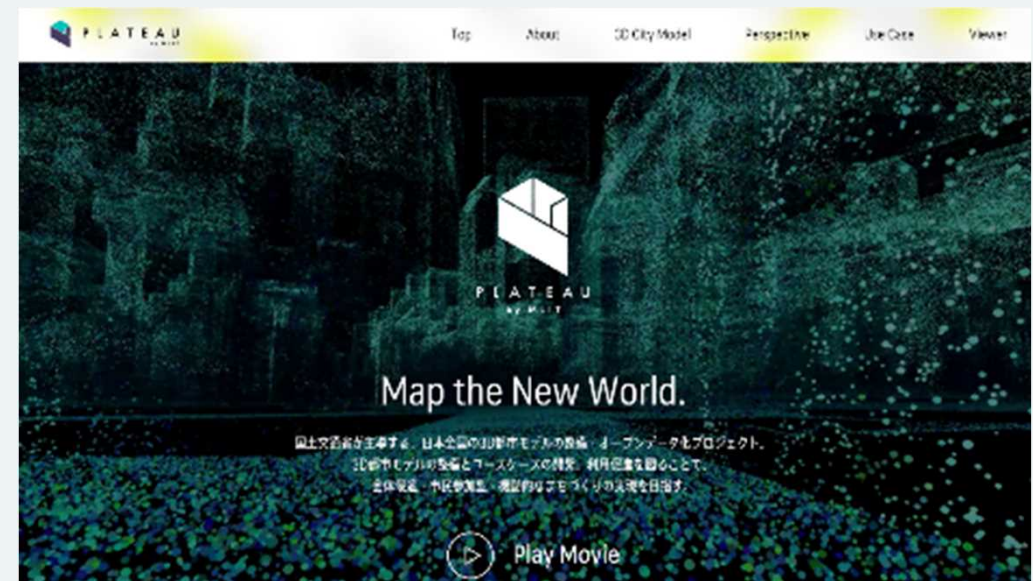 PLATEAU
by MLIT
Top About 3D City Model Perspective Use Case Viewer
PLATEAU
by MLIT
Map the New World.
国土交通省が主導する、日本全国の3D都市モデルの整備・オープンデータ化プロジェクト。
3D都市モデルの整備とユースケースの開発、利用促進を図ることで、
全体最適・市民参加型・機動的なまちづくりの実現を目指す。
Play Movie